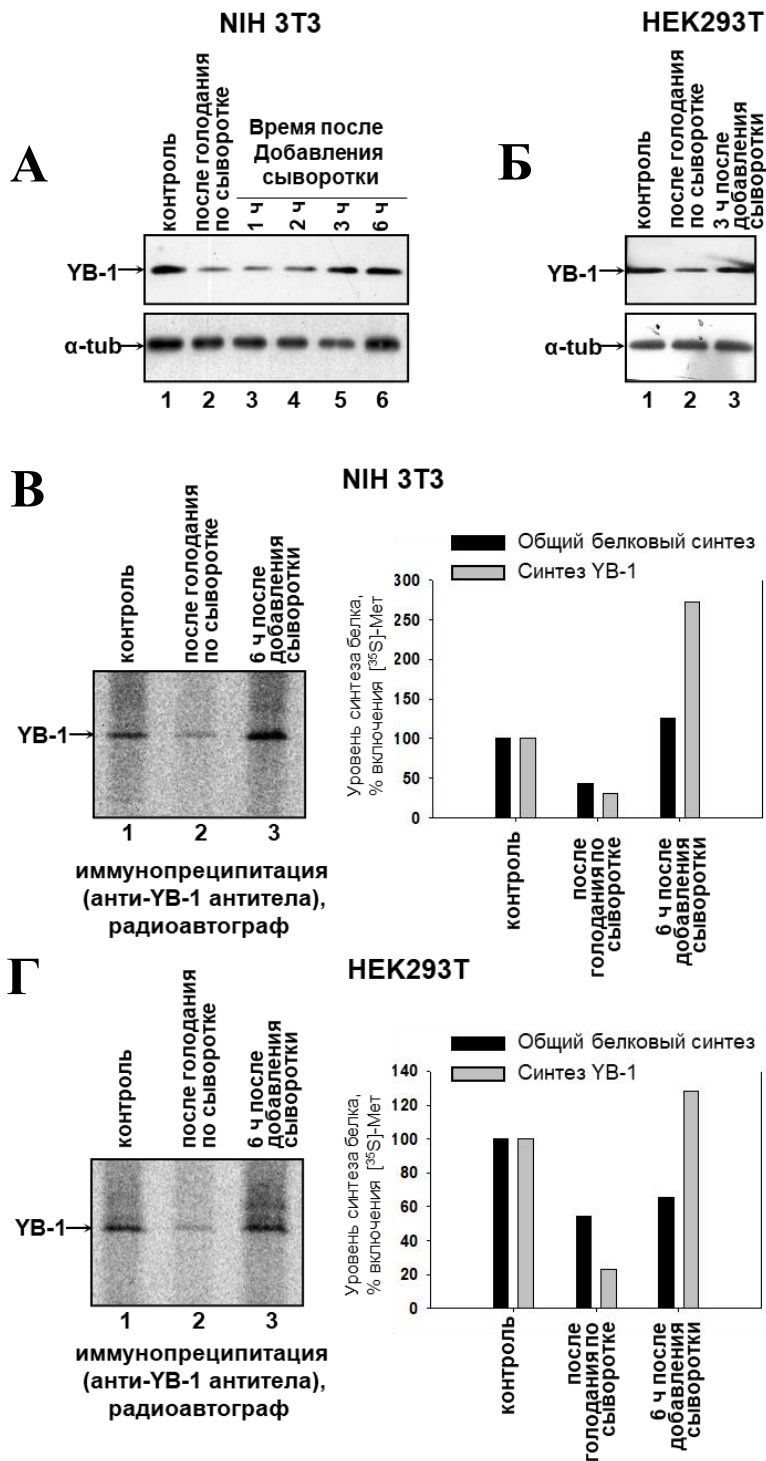 NIH 3T3
HEK293T
А
контроль
после голодания
по сыворотке
Время после
Добавления
сыворотки
1 ч
2 ч
3 ч
6 ч
YB-1
α-tub
1 2 3 4 5 6
Б
контроль
после голодания
по сыворотке
3 ч после
добавления
сыворотки
YB-1
α-tub
1 2 3
В
NIH 3T3
контроль
после голодания
по сыворотке
6 ч после
добавления
сыворотки
YB-1
1 2 3
иммунопреципитация
(анти-YB-1 антитела),
радиоавтограф
Общий белковый синтез
Синтез YB-1
Уровень синтеза белка,
% включения [³⁵S]-Мет
300
250
200
150
100
50
0
контроль
после
голодания по
сыворотке
6 ч после
добавления
сыворотки
Г
HEK293T
контроль
после голодания
по сыворотке
6 ч после
добавления
сыворотки
YB-1
1 2 3
иммунопреципитация
(анти-YB-1 антитела),
радиоавтограф
Общий белковый синтез
Синтез YB-1
Уровень синтеза белка,
% включения [³⁵S]-Мет
140
120
100
80
60
40
20
0
контроль
после
голодания по
сыворотке
6 ч после
добавления
сыворотки